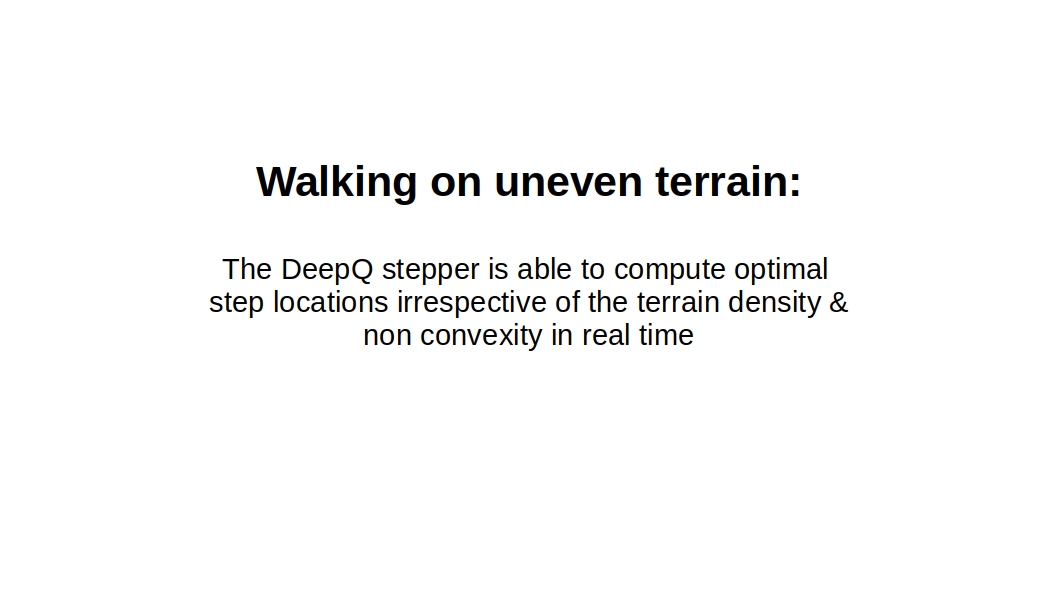 Walking on uneven terrain:
The DeepQ stepper is able to compute optimal
step locations irrespective of the terrain density &
non convexity in real time